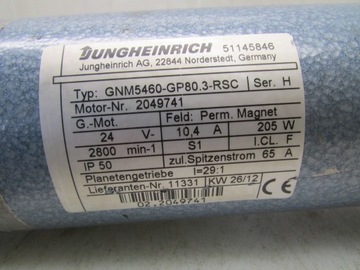 JUNGHEINRICH 51145846
Jungheinrich AG, 22844 Norderstedt, Germany
Typ: GNM5460-GP80.3-RSC Ser. H
Motor-Nr. 2049741
G.-Mot. Feld: Perm. Magnet
24 V- 10,4 A 205 W
2800 min S1 I.CL. F
IP 50 zul.Spitzenstrom 65 A
Planetengetriebe I=29:1
Lieferanten-Nr. 11331 KW 26/12
02.2049741 CE